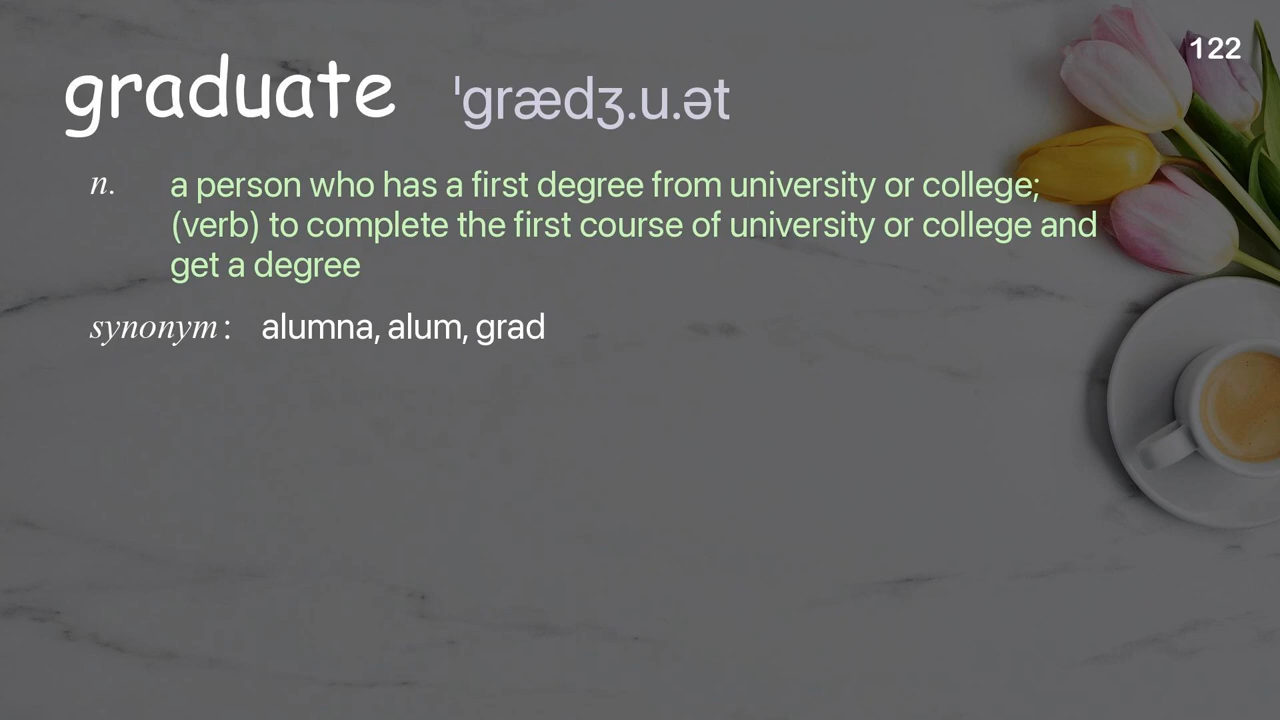 122
graduate ˈɡrædʒ.u.ət
n. a person who has a first degree from university or college;
(verb) to complete the first course of university or college and
get a degree
synonym: alumna, alum, grad